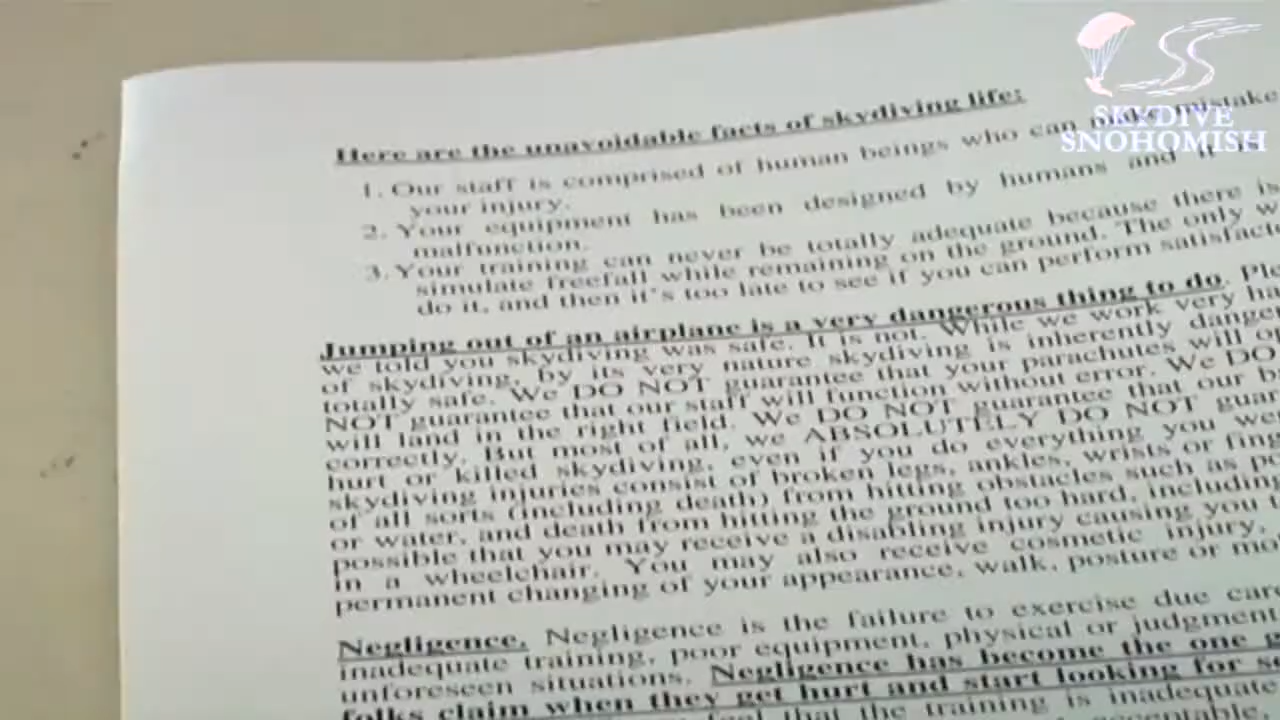 SKYDIVE
SNOHOMISH
Here are the unavoidable facts of skydiving life:
1. Our staff is comprised of human beings who can make mistake
your injury.
2. Your equipment has been designed by humans and it
malfunction.
3. Your training can never be totally adequate because there is
simulate freefall while remaining on the ground. The only
do it, and then it's too late to see if you can perform
Jumping out of an airplane is a very dangerous thing to do.
we told you skydiving was safe. It is not. While we work very
of skydiving, by its very nature skydiving is inherently
totally safe. We DO NOT guarantee that your parachutes will
NOT guarantee that our staff will function without error. We DO
will land in the right field. We DO NOT guarantee that our
correctly. But most of all, we ABSOLUTELY DO NOT
hurt or killed skydiving, even if you do everything you
skydiving injuries consist of broken legs, ankles, wrists or
of all sorts (including death) from hitting obstacles such as
or water, and death from hitting the ground too hard, including
possible that you may receive a disabling injury causing you
in a wheelchair. You may also receive cosmetic injury,
permanent changing of your appearance, walk, posture or
Negligence. Negligence is the failure to exercise due
inadequate training, poor equipment, physical or judgment
unforeseen situations. Negligence has become the one
folks claim when they get hurt and start looking for
feel that the training is inadequate